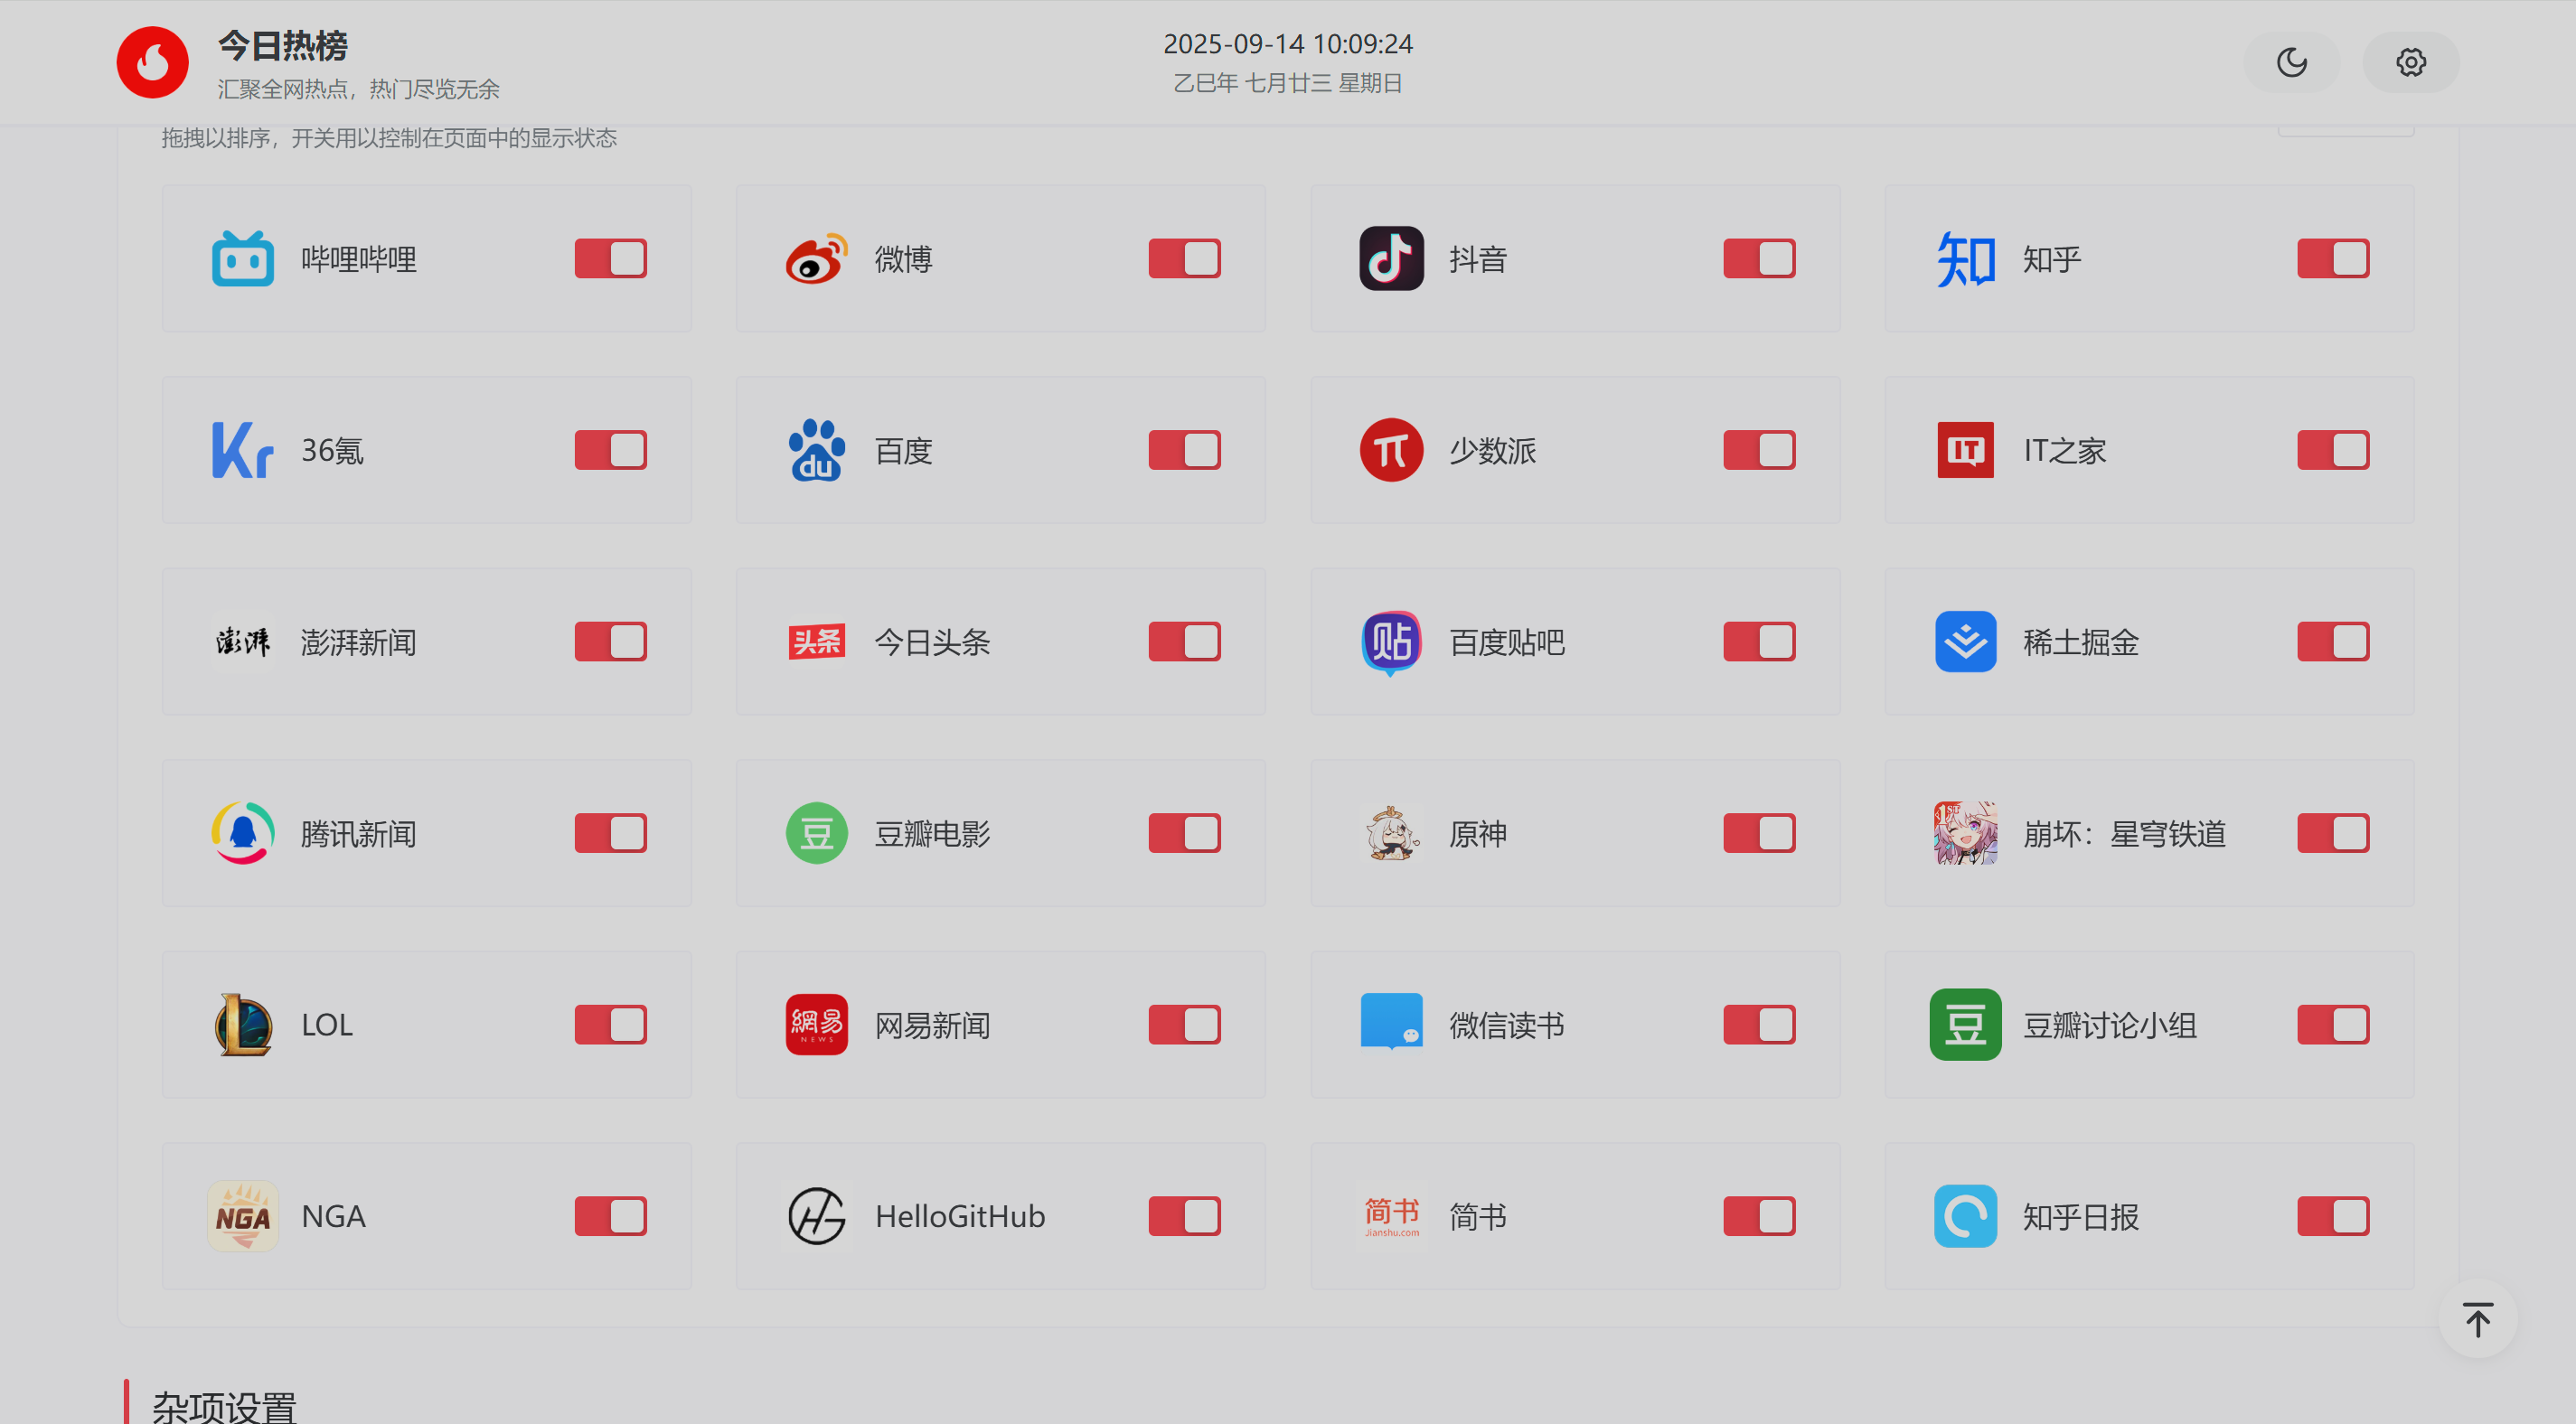 今日热榜
汇聚全网热点，热门尽览无余
2025-09-14 10:09:24
乙巳年 七月廿三 星期日
拖拽以排序，开关用以控制在页面中的显示状态
哔哩哔哩
微博
抖音
知 知乎
Kr 36氪
du 百度
少数派
IT IT之家
澎湃 澎湃新闻
头条 今日头条
贴 百度贴吧
稀土掘金
腾讯新闻
豆 豆瓣电影
原神
崩坏：星穹铁道
LOL
網易 NEWS 网易新闻
微信读书
豆 豆瓣讨论小组
NGA NGA
HelloGitHub
简书 Jianshu.com 简书
知乎日报
杂项设置